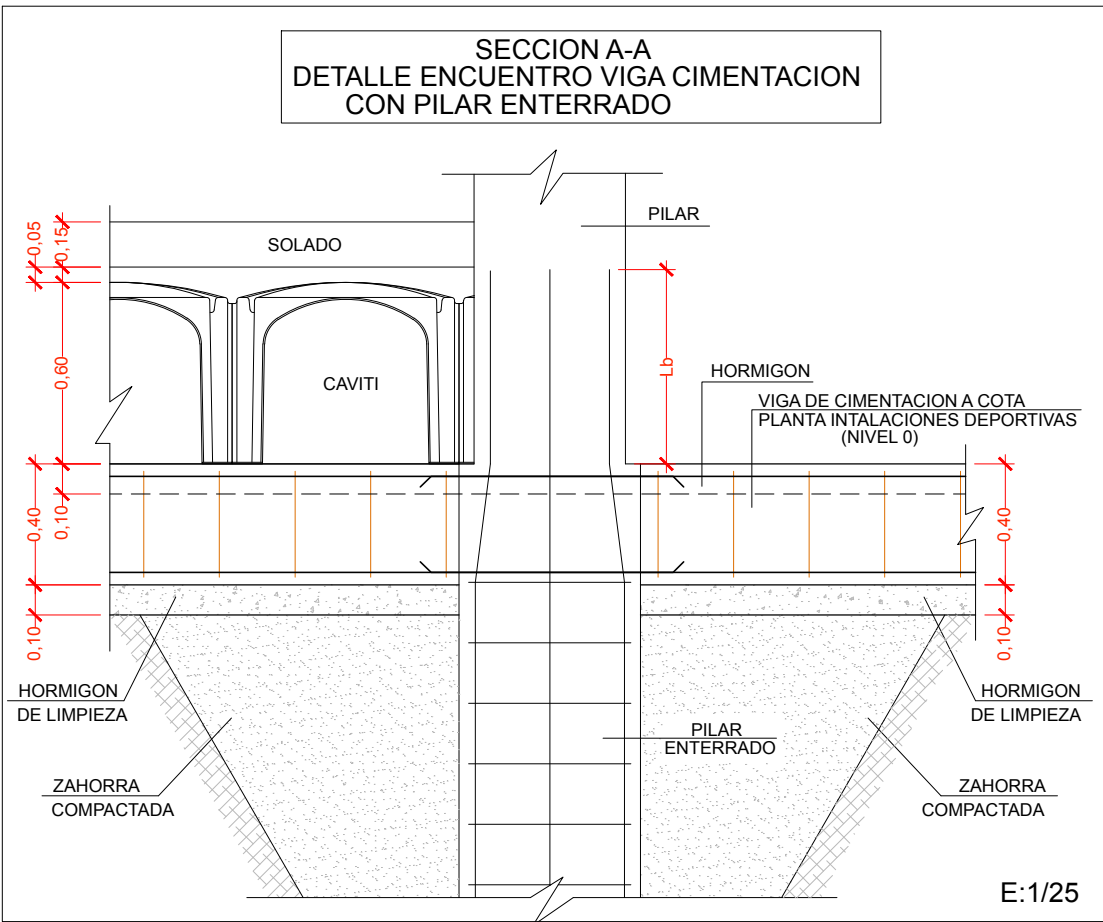 SECCION A-A
DETALLE ENCUENTRO VIGA CIMENTACION
CON PILAR ENTERRADO
PILAR
0,05
0,15
SOLADO
0,60
CAVITI
Lb
HORMIGON
VIGA DE CIMENTACION A COTA
PLANTA INTALACIONES DEPORTIVAS
(NIVEL 0)
0,40
0,10
0,40
0,10
0,10
HORMIGON
DE LIMPIEZA
HORMIGON
DE LIMPIEZA
PILAR
ENTERRADO
ZAHORRA
COMPACTADA
ZAHORRA
COMPACTADA
E:1/25